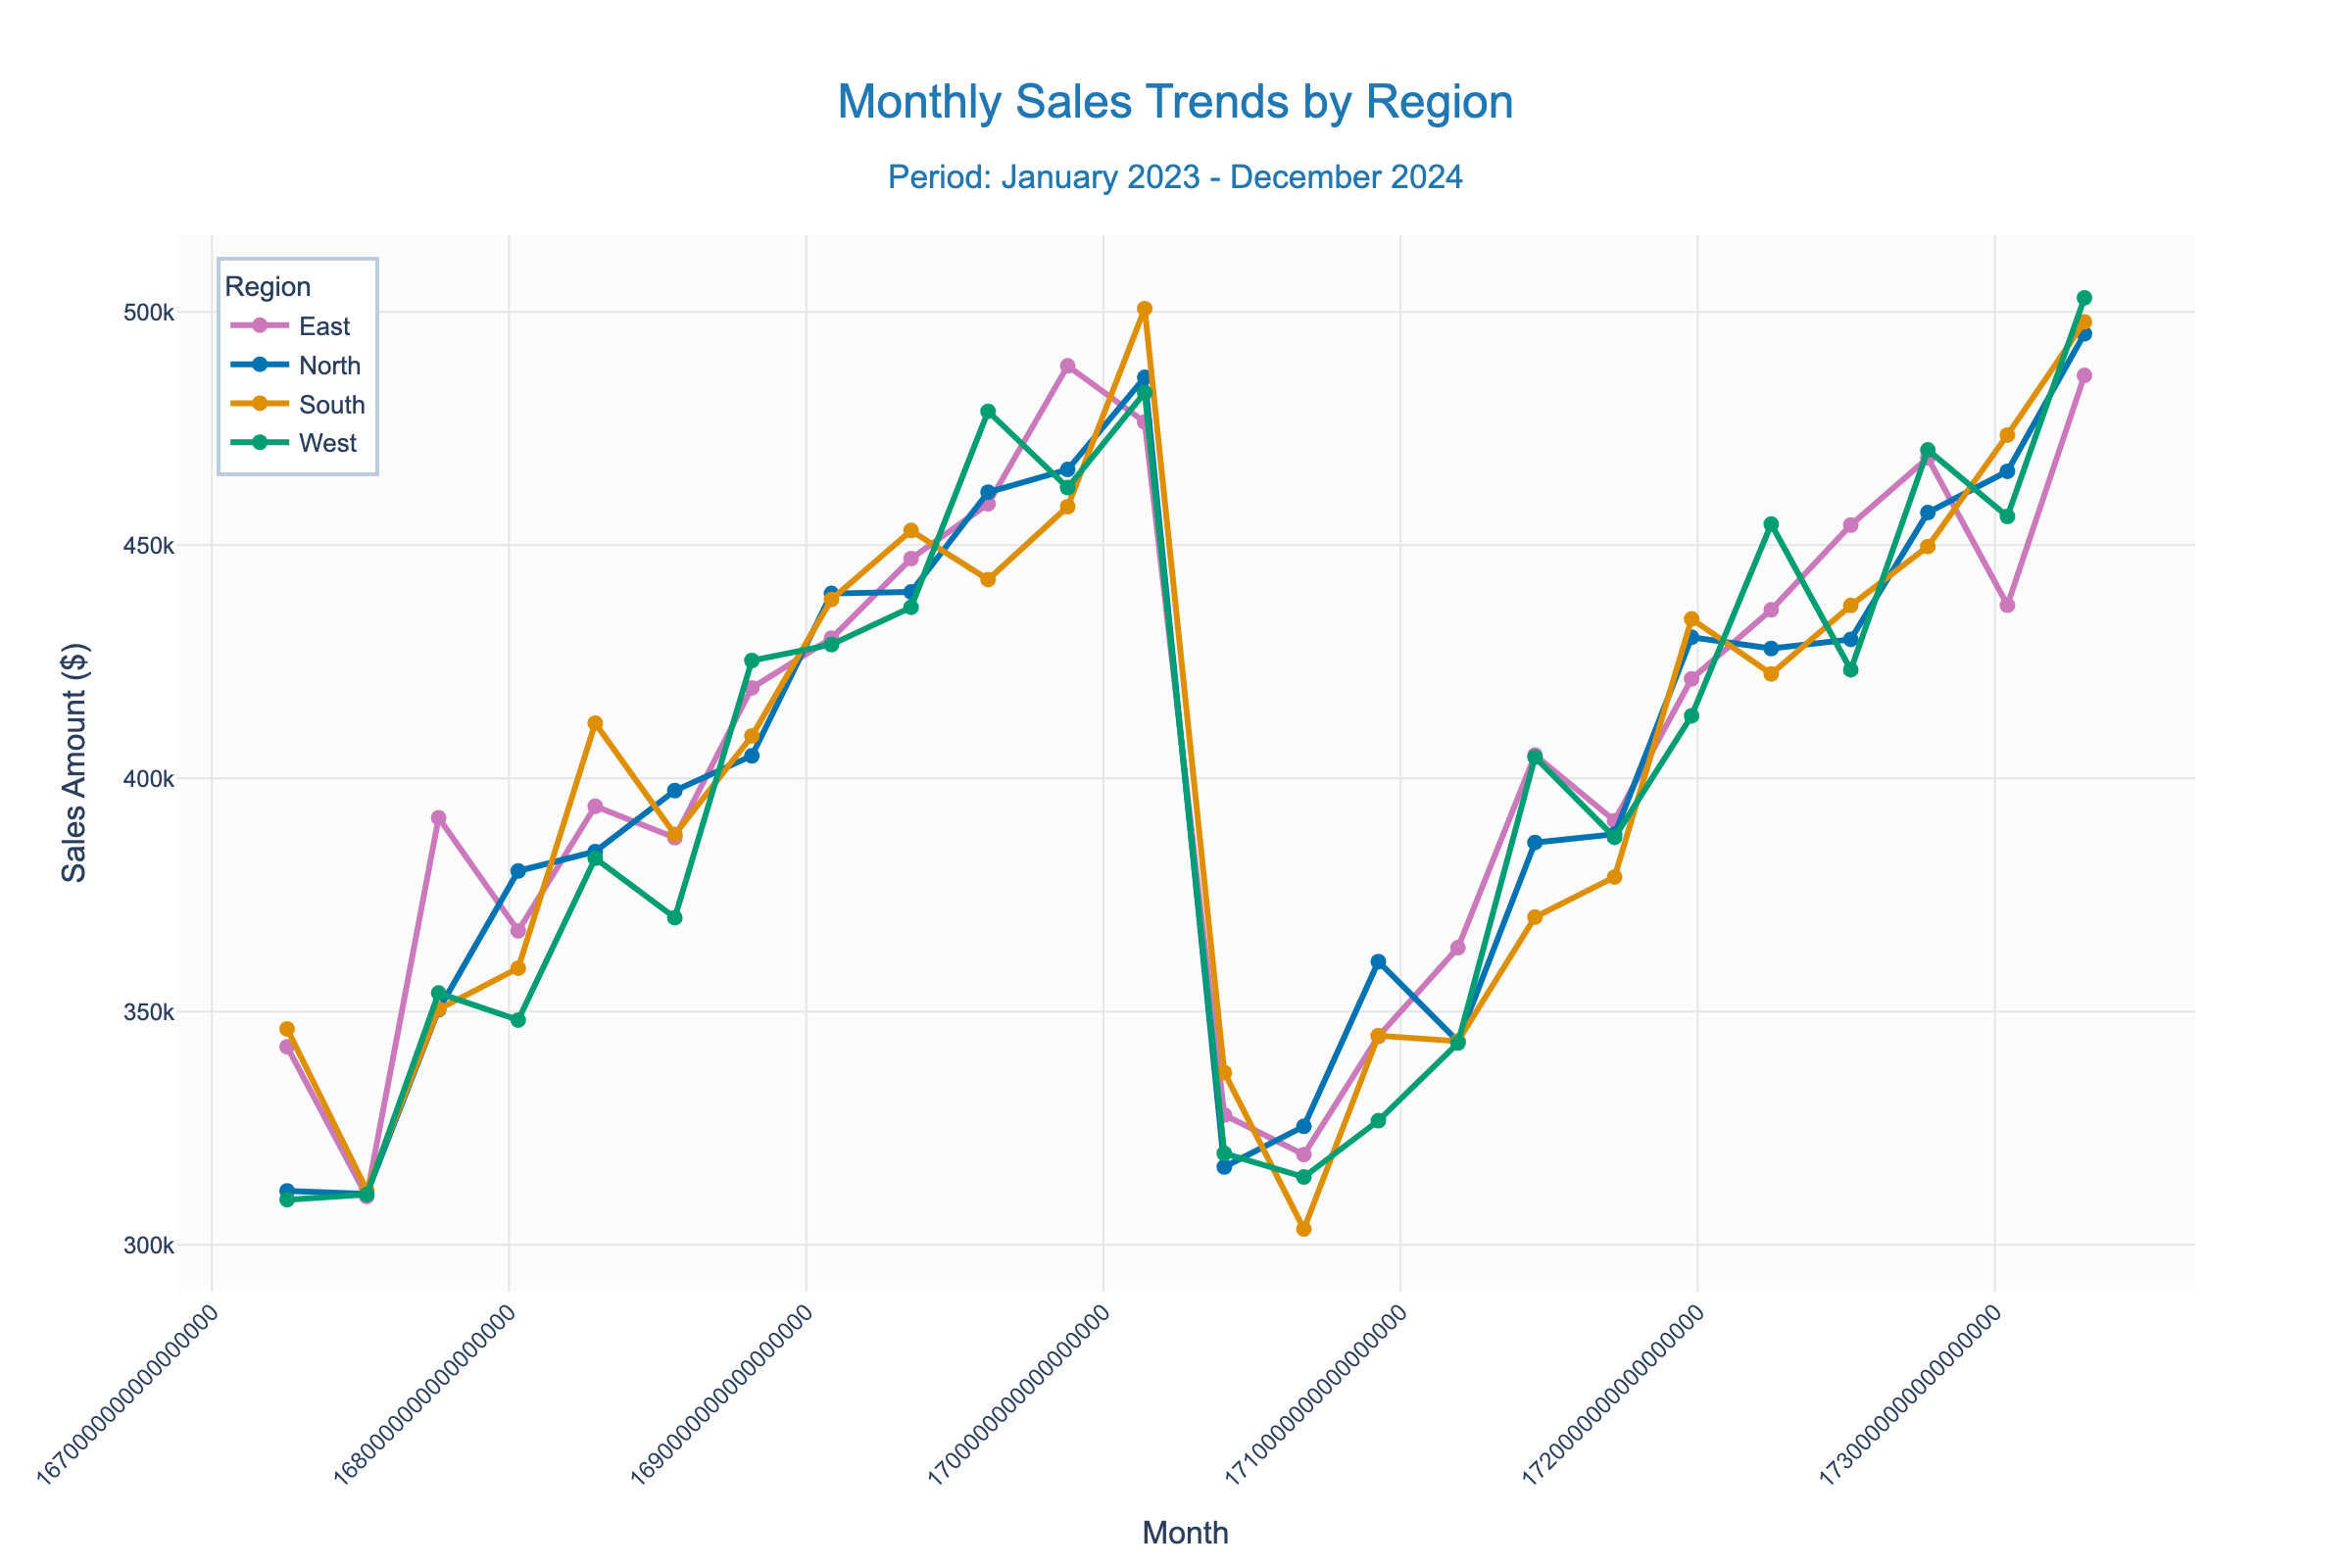 Monthly Sales Trends by Region
Period: January 2023 - December 2024
Region
East
North
South
West
500k
450k
400k
350k
300k
Sales Amount ($)
1670000000000000000
1680000000000000000
1690000000000000000
1700000000000000000
1710000000000000000
1720000000000000000
1730000000000000000
Month